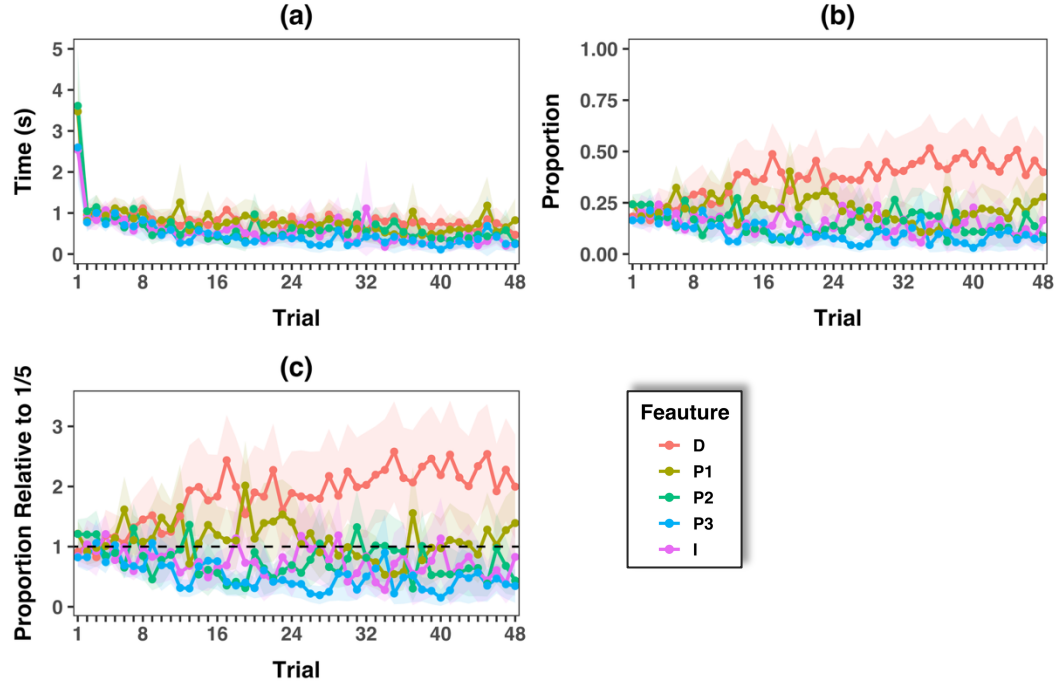 (a)
5
4
3
2
1
0
Time (s)
1 8 16 24 32 40 48
Trial
(b)
1.00
0.75
0.50
0.25
0.00
Proportion
1 8 16 24 32 40 48
Trial
(c)
3
2
1
0
Proportion Relative to 1/5
1 8 16 24 32 40 48
Trial
Feauture
D
P1
P2
P3
I